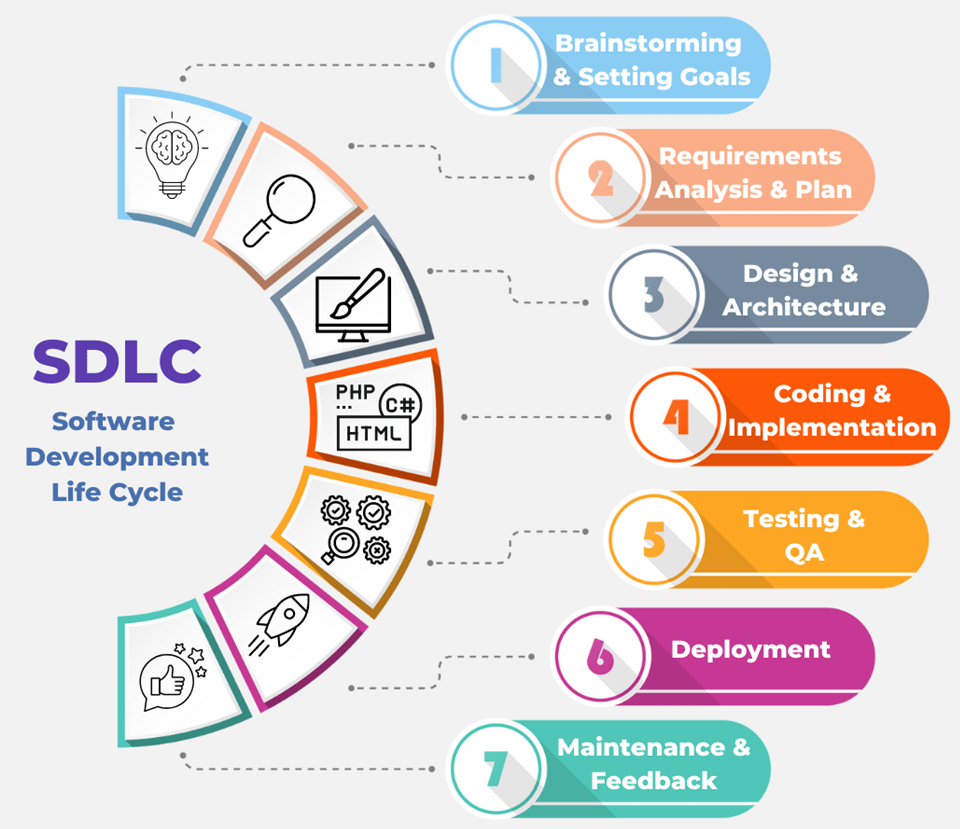 SDLC
Software
Development
Life Cycle
1
Brainstorming
& Setting Goals
2
Requirements
Analysis & Plan
3
Design &
Architecture
PHP
...
C#
HTML
4
Coding &
Implementation
5
Testing &
QA
6
Deployment
7
Maintenance &
Feedback